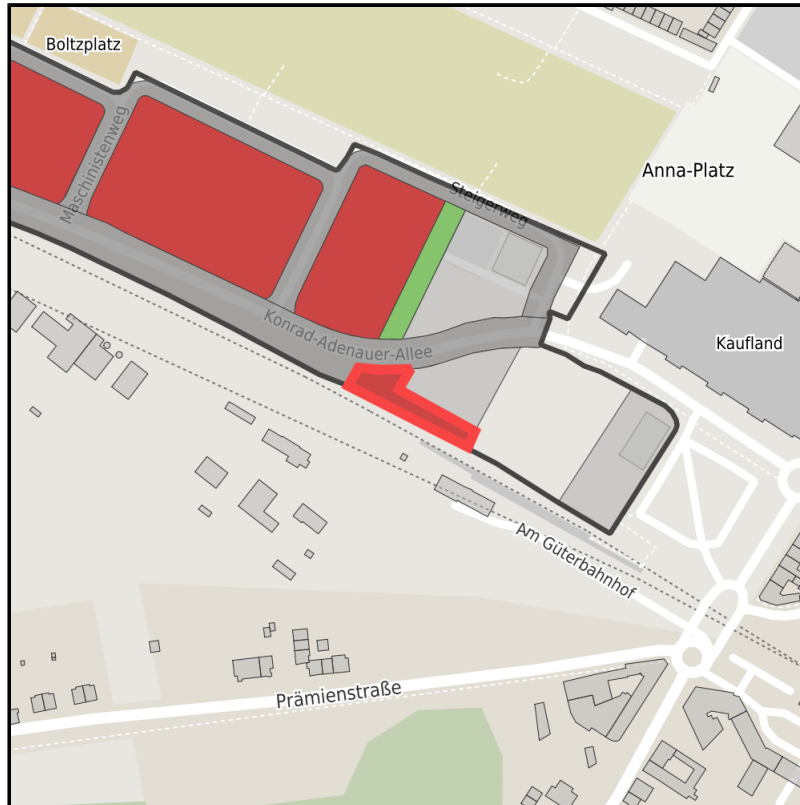 Boltzplatz
Maschinistenweg
Anna-Platz
Steigerweg
Konrad-Adenauer-Allee
Kaufland
Am Güterbahnhof
Prämienstraße